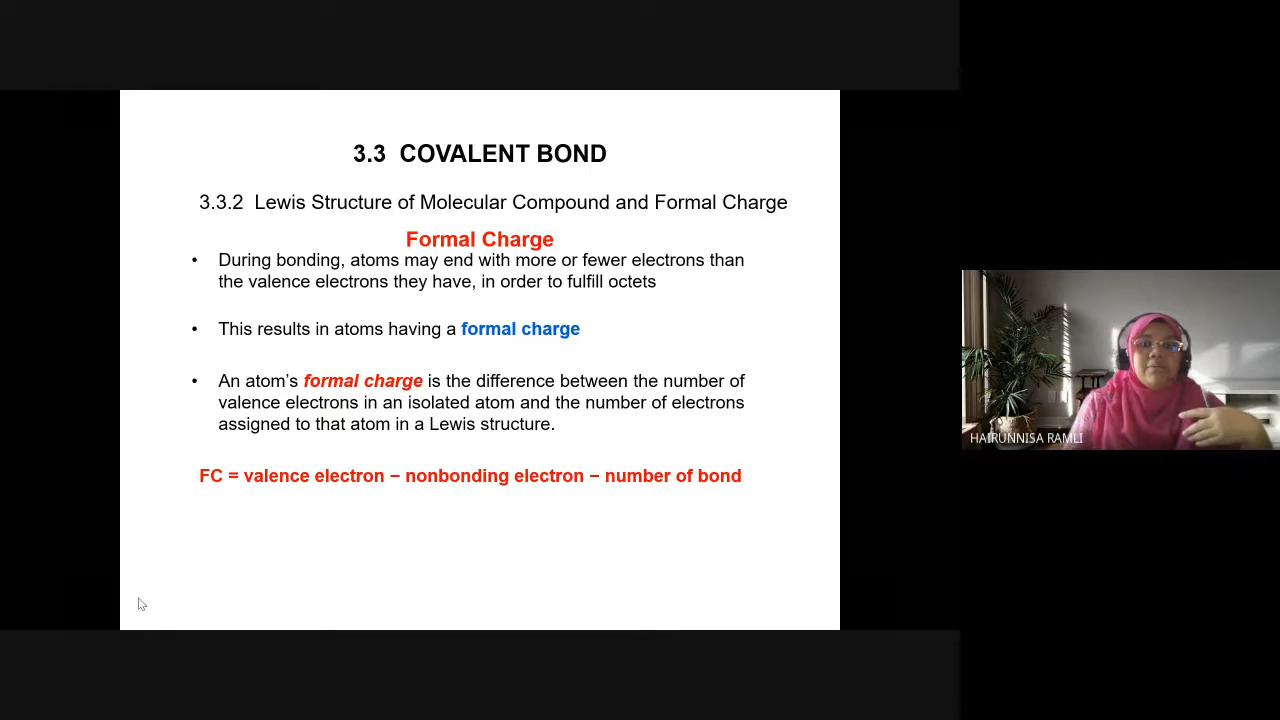 3.3 COVALENT BOND
3.3.2 Lewis Structure of Molecular Compound and Formal Charge
Formal Charge
• During bonding, atoms may end with more or fewer electrons than
the valence electrons they have, in order to fulfill octets
• This results in atoms having a formal charge
• An atom’s formal charge is the difference between the number of
valence electrons in an isolated atom and the number of electrons
assigned to that atom in a Lewis structure.
FC = valence electron − nonbonding electron − number of bond
HAIRUNNISA RAMLI